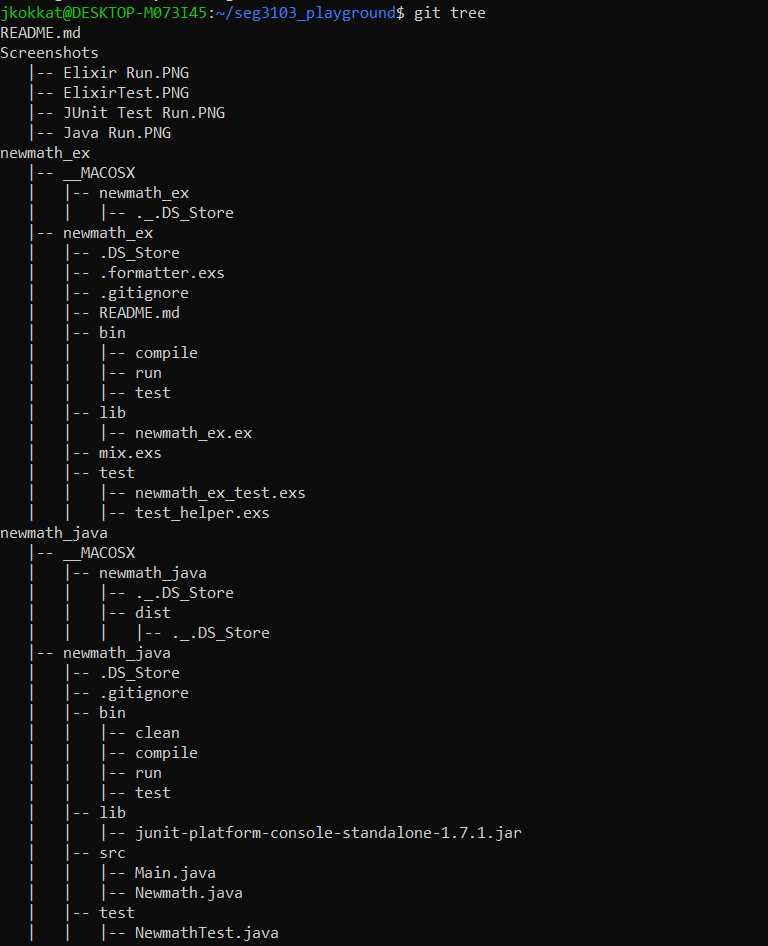 jkokkat@DESKTOP-M073I45:~/seg3103_playground$ git tree
README.md
Screenshots
   |-- Elixir Run.PNG
   |-- ElixirTest.PNG
   |-- JUnit Test Run.PNG
   |-- Java Run.PNG
newmath_ex
   |-- __MACOSX
   |   |-- newmath_ex
   |   |   |-- ._.DS_Store
   |-- newmath_ex
   |   |-- .DS_Store
   |   |-- .formatter.exs
   |   |-- .gitignore
   |   |-- README.md
   |   |-- bin
   |   |   |-- compile
   |   |   |-- run
   |   |   |-- test
   |   |-- lib
   |   |   |-- newmath_ex.ex
   |   |-- mix.exs
   |   |-- test
   |   |   |-- newmath_ex_test.exs
   |   |   |-- test_helper.exs
newmath_java
   |-- __MACOSX
   |   |-- newmath_java
   |   |   |-- ._.DS_Store
   |   |   |-- dist
   |   |   |   |-- ._.DS_Store
   |-- newmath_java
   |   |-- .DS_Store
   |   |-- .gitignore
   |   |-- bin
   |   |   |-- clean
   |   |   |-- compile
   |   |   |-- run
   |   |   |-- test
   |   |-- lib
   |   |   |-- junit-platform-console-standalone-1.7.1.jar
   |   |-- src
   |   |   |-- Main.java
   |   |   |-- Newmath.java
   |   |-- test
   |   |   |-- NewmathTest.java